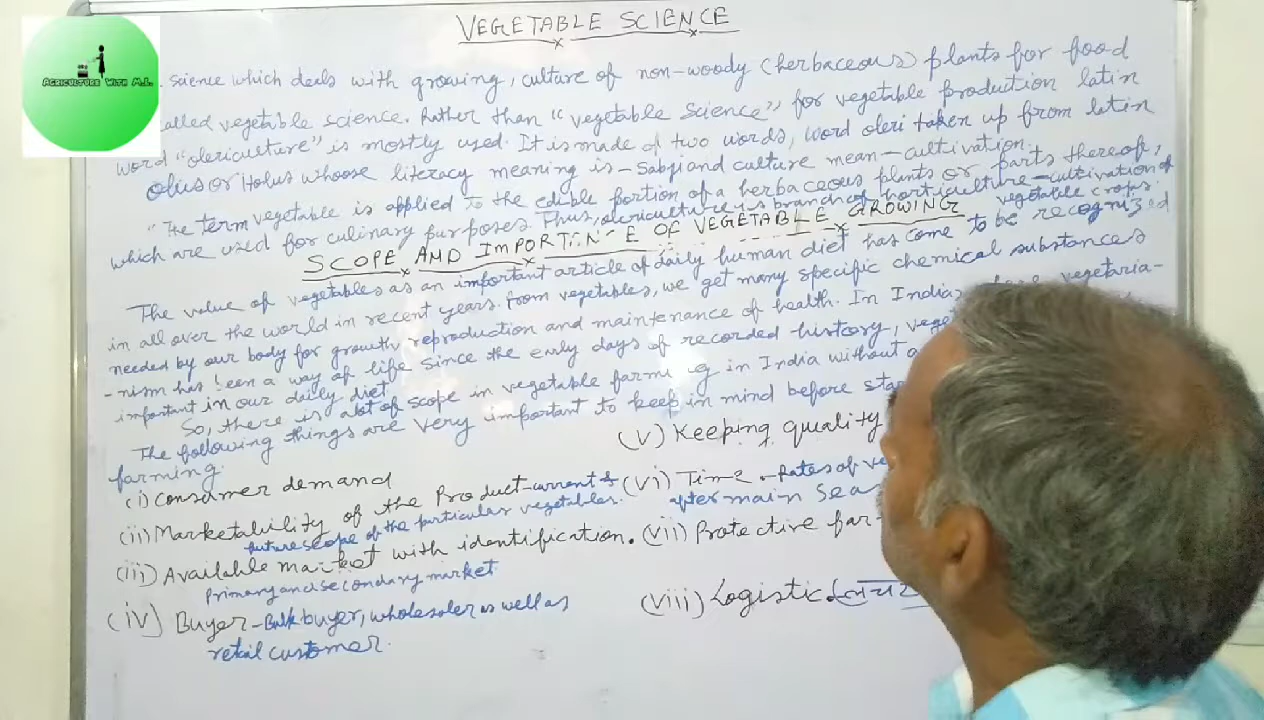 VEGETABLE SCIENCE
AGRICULTURE WITH M.L.
science which deals with growing, culture of non-woody (herbaceous) plants for food
called vegetable science. Rather than "vegetable science" for vegetable production latin
word "olericulture" is mostly used. It is made of two words, word oleri taken up from latin
olus or Holus whose literacy meaning is - Sabji and culture mean - cultivation.
"The term vegetable is applied to the edible portion of a herbaceous plants or parts thereof,
which are used for culinary purposes. Thus, olericulture is branch of horticulture - cultivation of
vegetable crops.
SCOPE AND IMPORTANCE OF VEGETABLE GROWING
The value of vegetables as an important article of daily human diet has come to be recognized
in all over the world in recent years. From vegetables, we get many specific chemical substances
needed by our body for growth, reproduction and maintenance of health. In India, vegetaria-
-nism has been a way of life since the early days of recorded history,
important in our daily diet.
So, there is alot of scope in vegetable farming in India without
The following things are very important to keep in mind before
farming.
(i) Consumer demand
(ii) Marketability of the Product - current &
future scope of the particular vegetables.
(iii) Available market with identification.
Primary and secondary market
(iv) Buyer - Bulk buyer, wholesaler as well as
retail customer.
(v) Keeping quality
(vi) Time - Rates of
after main
(vii) Protective
(viii) Logistic.